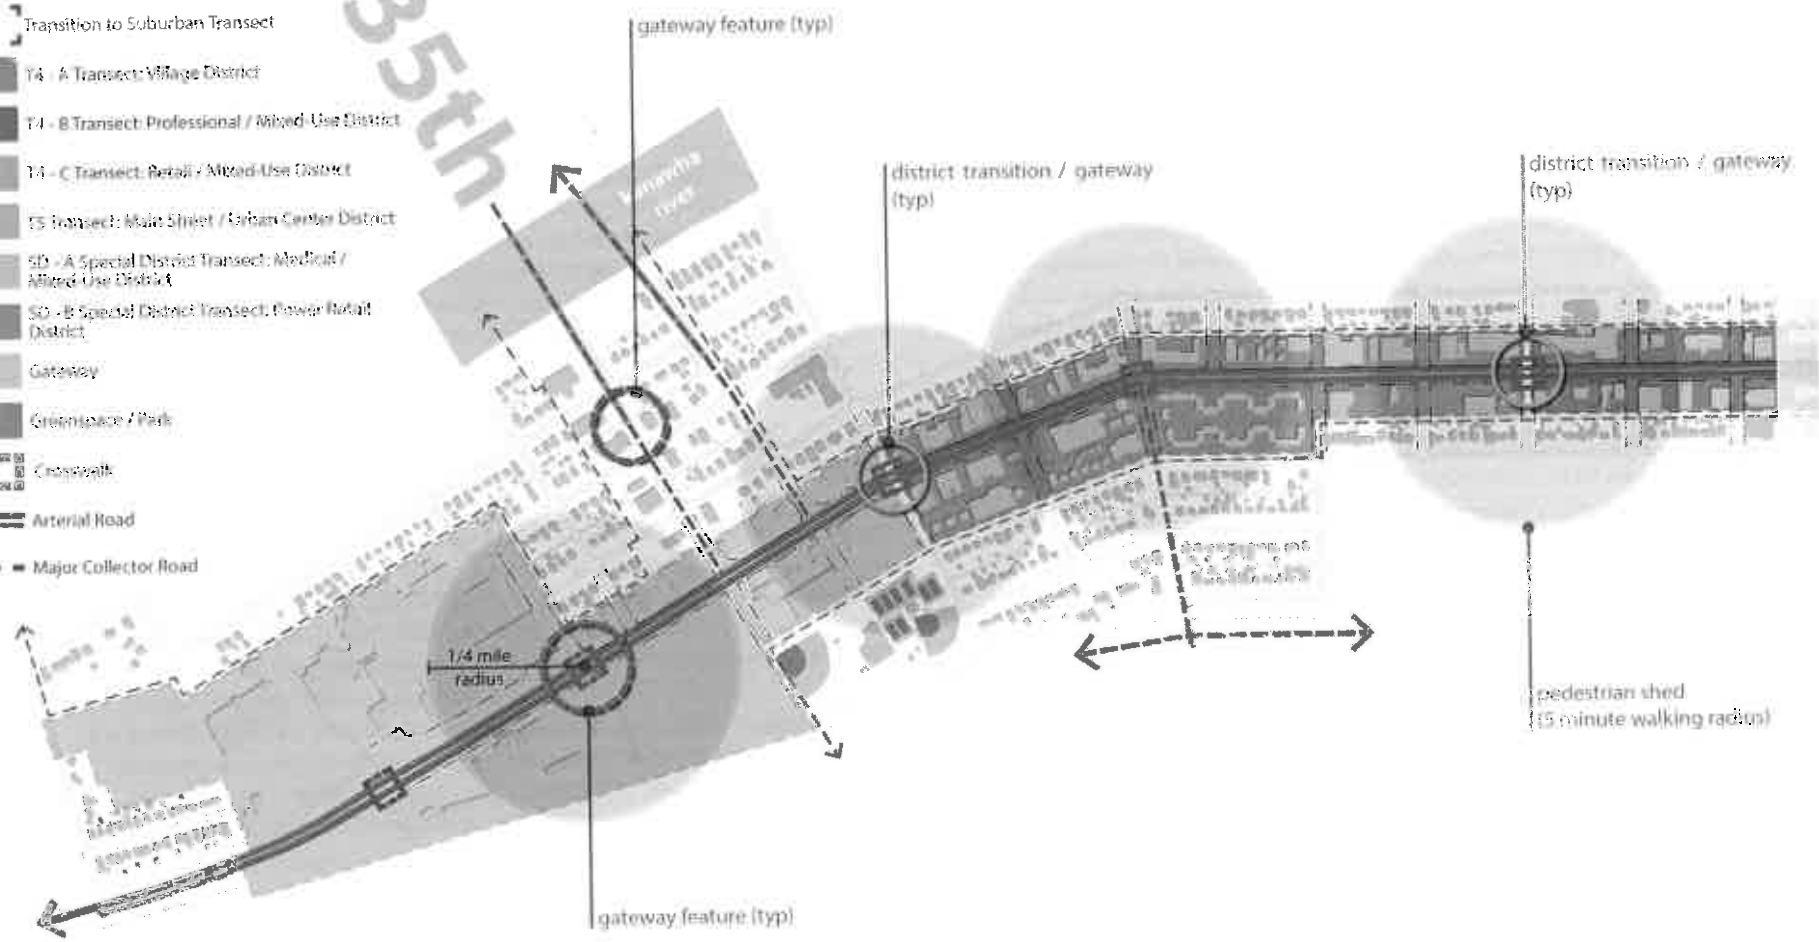 Transition to Suburban Transect
T4 - A Transect: Village District
T4 - B Transect: Professional / Mixed-Use District
T4 - C Transect: Retail / Mixed-Use District
T5 Transect: Main Street / Urban Center District
SD - A Special District Transect: Medical /
Mixed-Use District
SD - B Special District Transect: Power Retail
District
Gateway
Greenspace / Park
Crosswalk
Arterial Road
Major Collector Road
35th
gateway feature (typ)
kanawha
river
district transition / gateway
(typ)
district transition / gateway
(typ)
1/4 mile
radius
pedestrian shed
(5 minute walking radius)
gateway feature (typ)